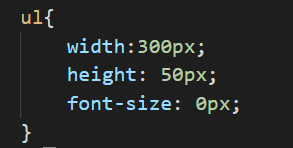 ul{
width:300px;
height: 50px;
font-size: 0px;
}